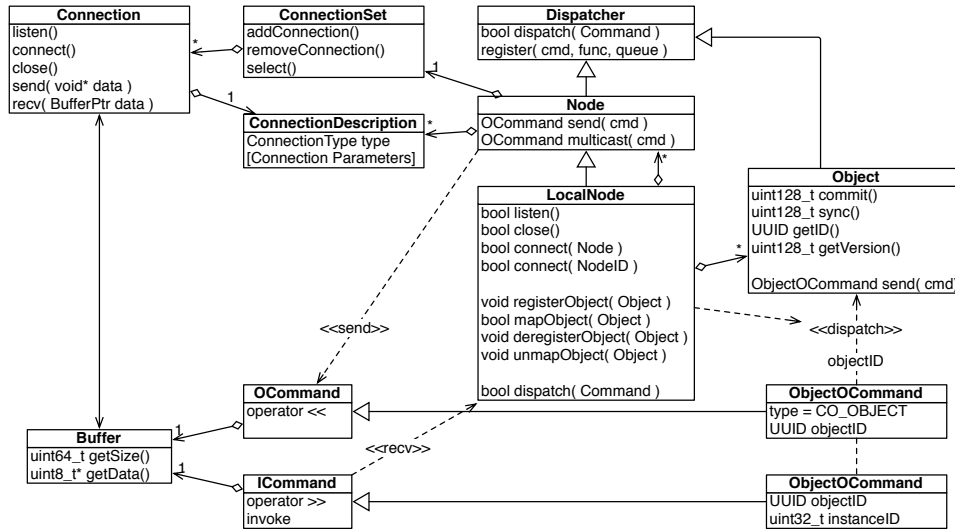 Connection
listen()
connect()
close()
send( void* data )
recv( BufferPtr data )
ConnectionSet
addConnection()
removeConnection()
select()
Dispatcher
bool dispatch( Command )
register( cmd, func, queue )
*
1
1
ConnectionDescription
ConnectionType type
[Connection Parameters]
*
Node
OCommand send( cmd )
OCommand multicast( cmd )
*
LocalNode
bool listen()
bool close()
bool connect( Node )
bool connect( NodeID )
void registerObject( Object )
bool mapObject( Object )
void deregisterObject( Object )
void unmapObject( Object )
bool dispatch( Command )
*
Object
uint128_t commit()
uint128_t sync()
UUID getID()
uint128_t getVersion()
ObjectOCommand send( cmd)
<<send>>
<<dispatch>>
objectID
OCommand
operator <<
ObjectOCommand
type = CO_OBJECT
UUID objectID
1
Buffer
uint64_t getSize()
uint8_t* getData()
<<recv>>
1
ICommand
operator >>
invoke
ObjectOCommand
UUID objectID
uint32_t instanceID